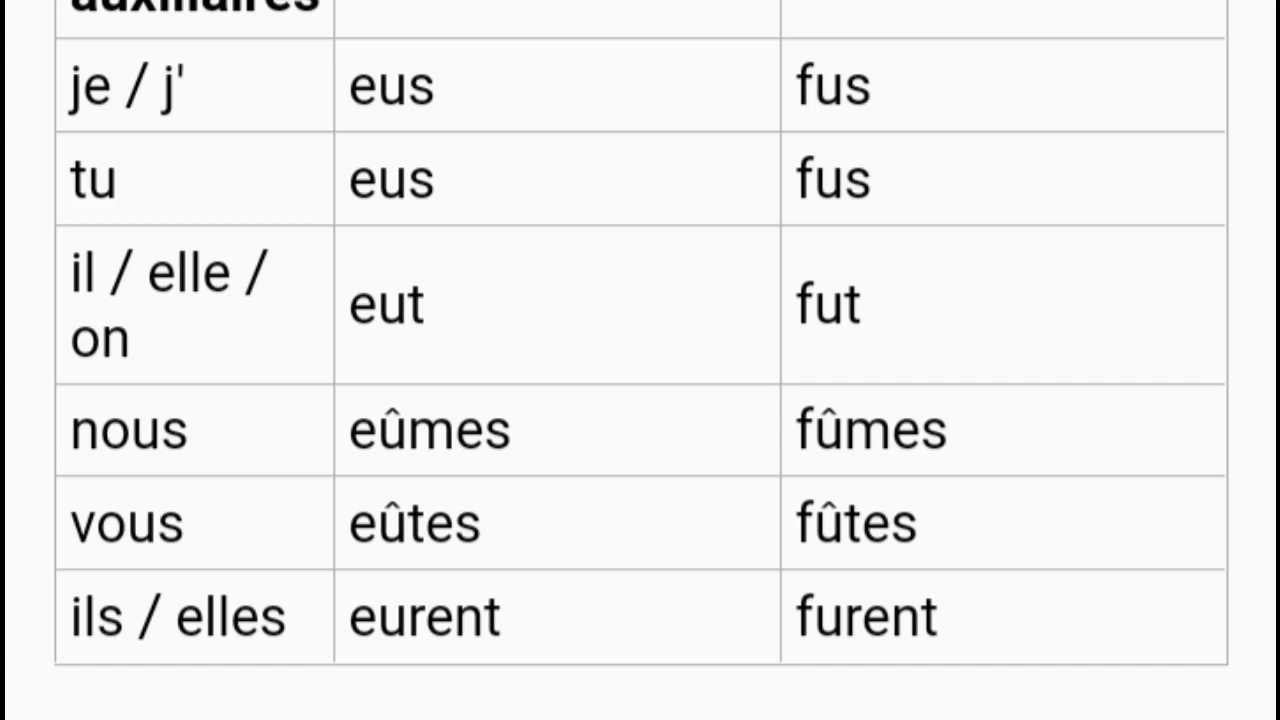 auxiliaires
je / j' eus fus
tu eus fus
il / elle /
on eut fut
nous eûmes fûmes
vous eûtes fûtes
ils / elles eurent furent